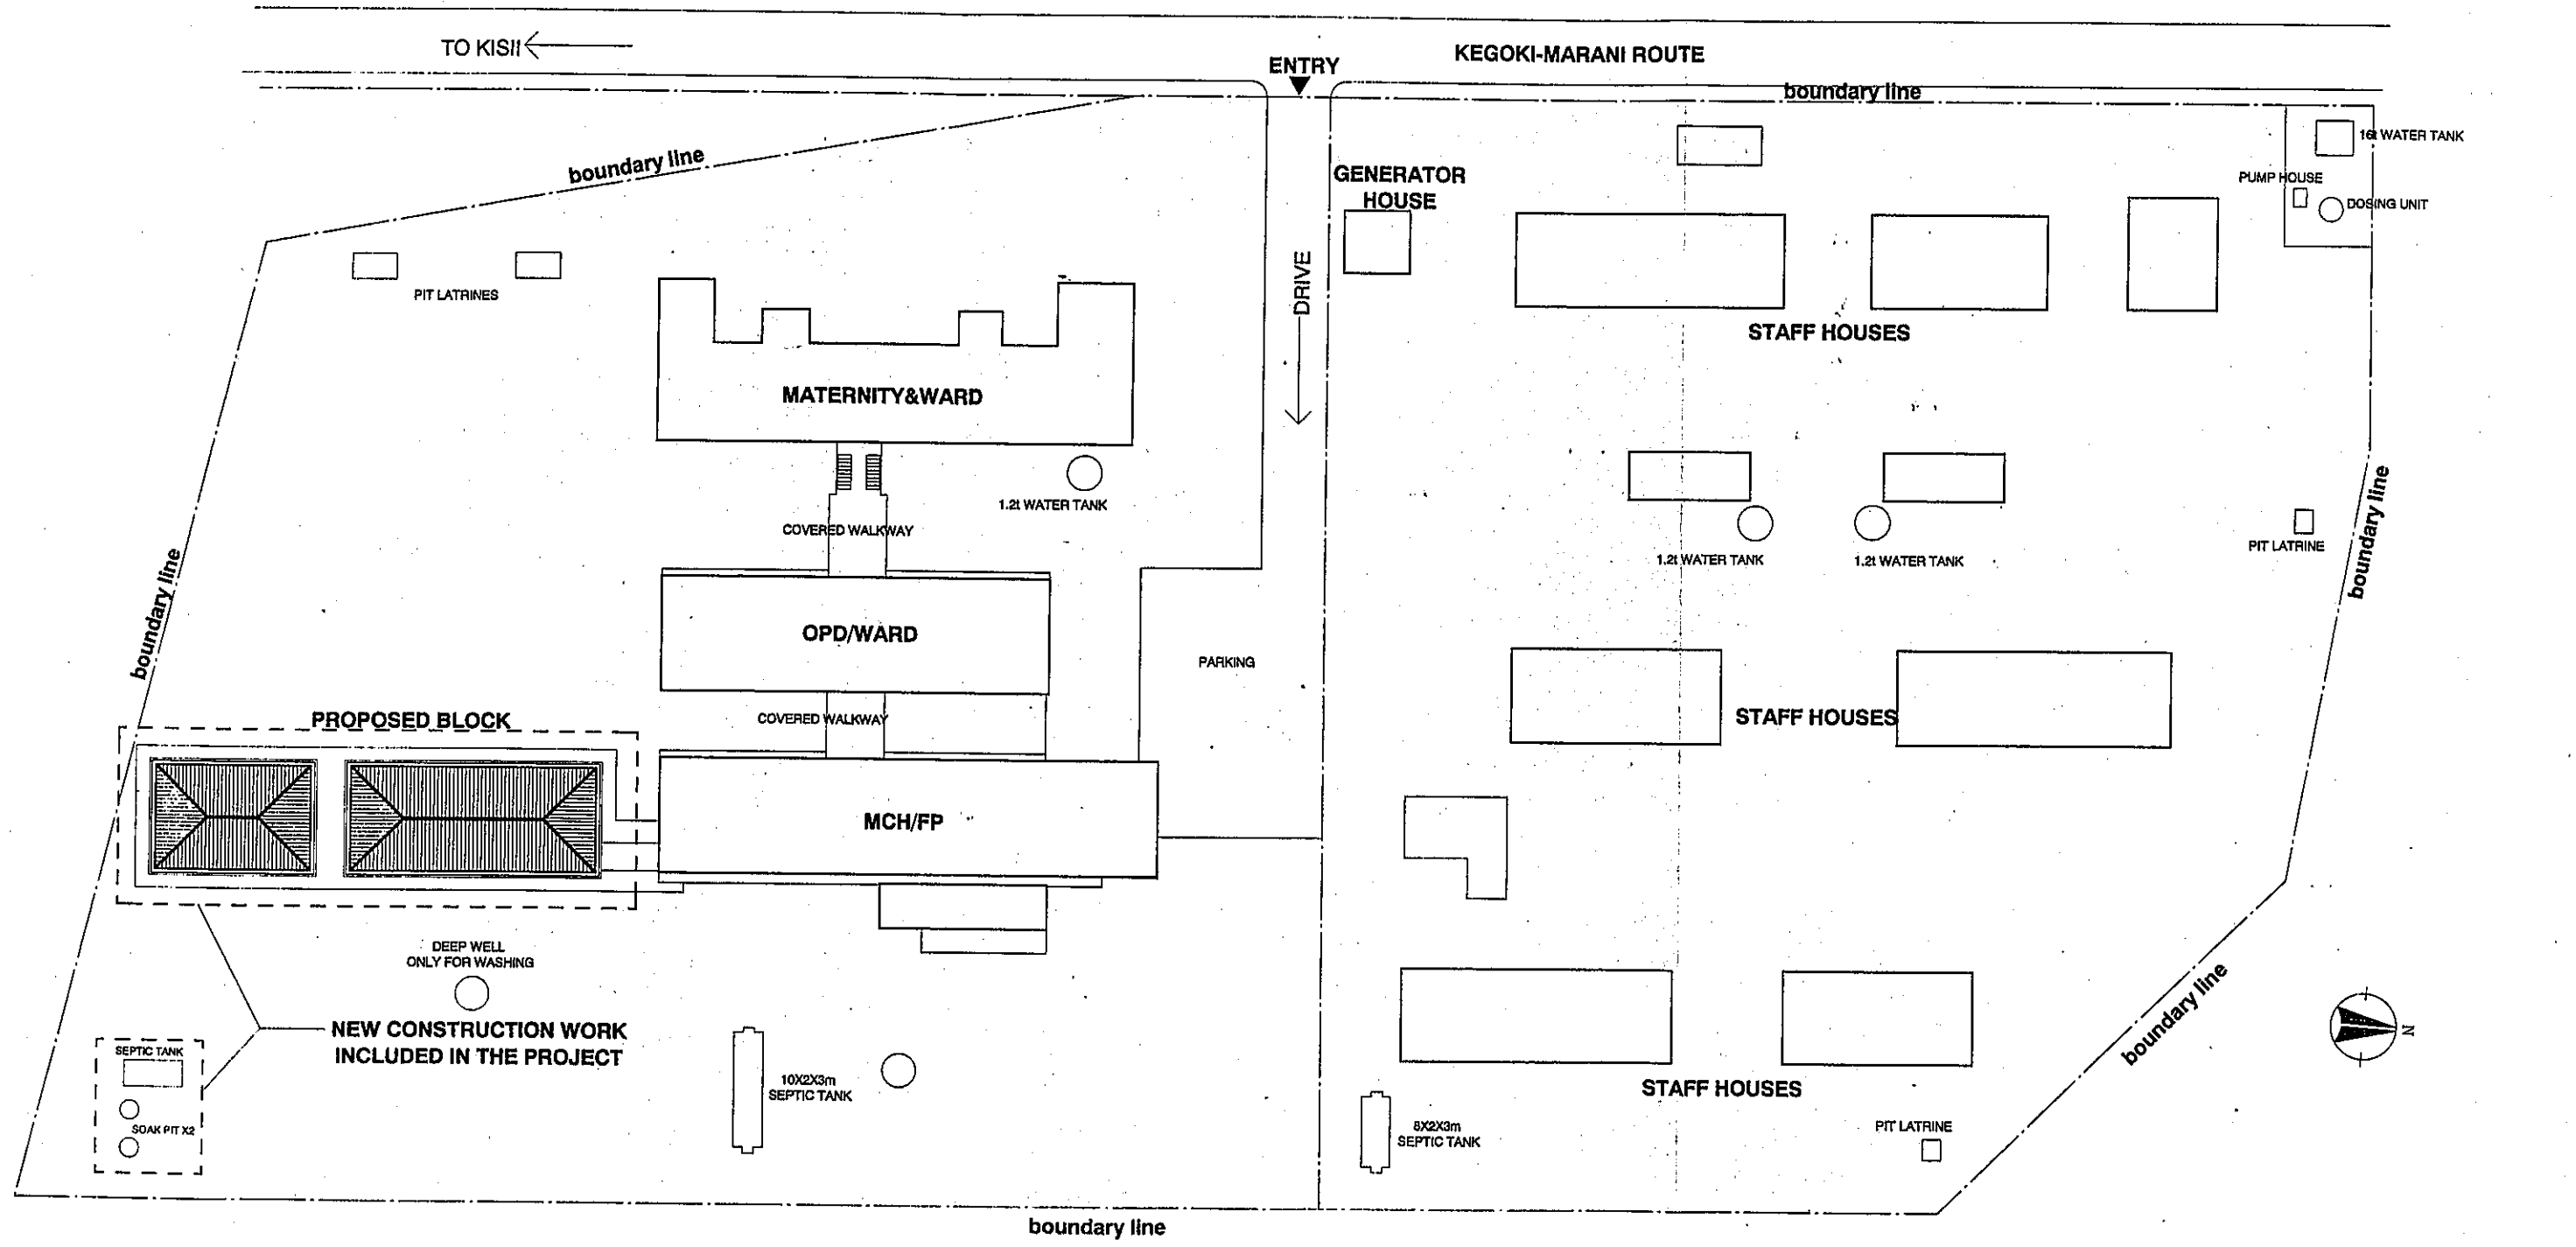 TO KISII
KEGOKI-MARANI ROUTE
ENTRY
boundary line
boundary line
16t WATER TANK
PUMP HOUSE
DOSING UNIT
GENERATOR
HOUSE
DRIVE
PIT LATRINES
STAFF HOUSES
MATERNITY&WARD
1.2t WATER TANK
COVERED WALKWAY
1.2t WATER TANK
1.2t WATER TANK
PIT LATRINE
boundary line
boundary line
OPD/WARD
PARKING
COVERED WALKWAY
PROPOSED BLOCK
STAFF HOUSES
MCH/FP
DEEP WELL
ONLY FOR WASHING
NEW CONSTRUCTION WORK
INCLUDED IN THE PROJECT
SEPTIC TANK
SOAK PIT X2
10X2X3m
SEPTIC TANK
STAFF HOUSES
8X2X3m
SEPTIC TANK
PIT LATRINE
boundary line
N
boundary line